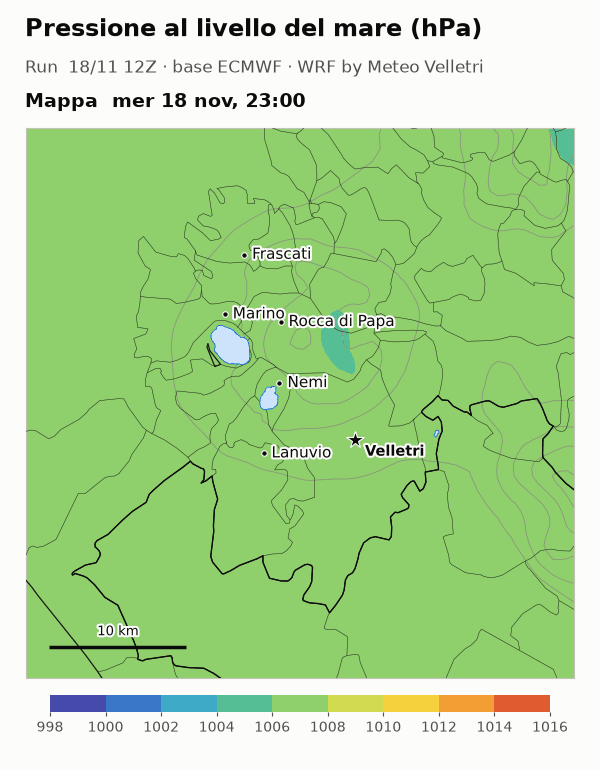 Pressione al livello del mare (hPa)
Run  18/11 12Z · base ECMWF · WRF by Meteo Velletri
Mappa  mer 18 nov, 23:00
Frascati
Marino
Rocca di Papa
Nemi
Velletri
Lanuvio
10 km
998 1000 1002 1004 1006 1008 1010 1012 1014 1016